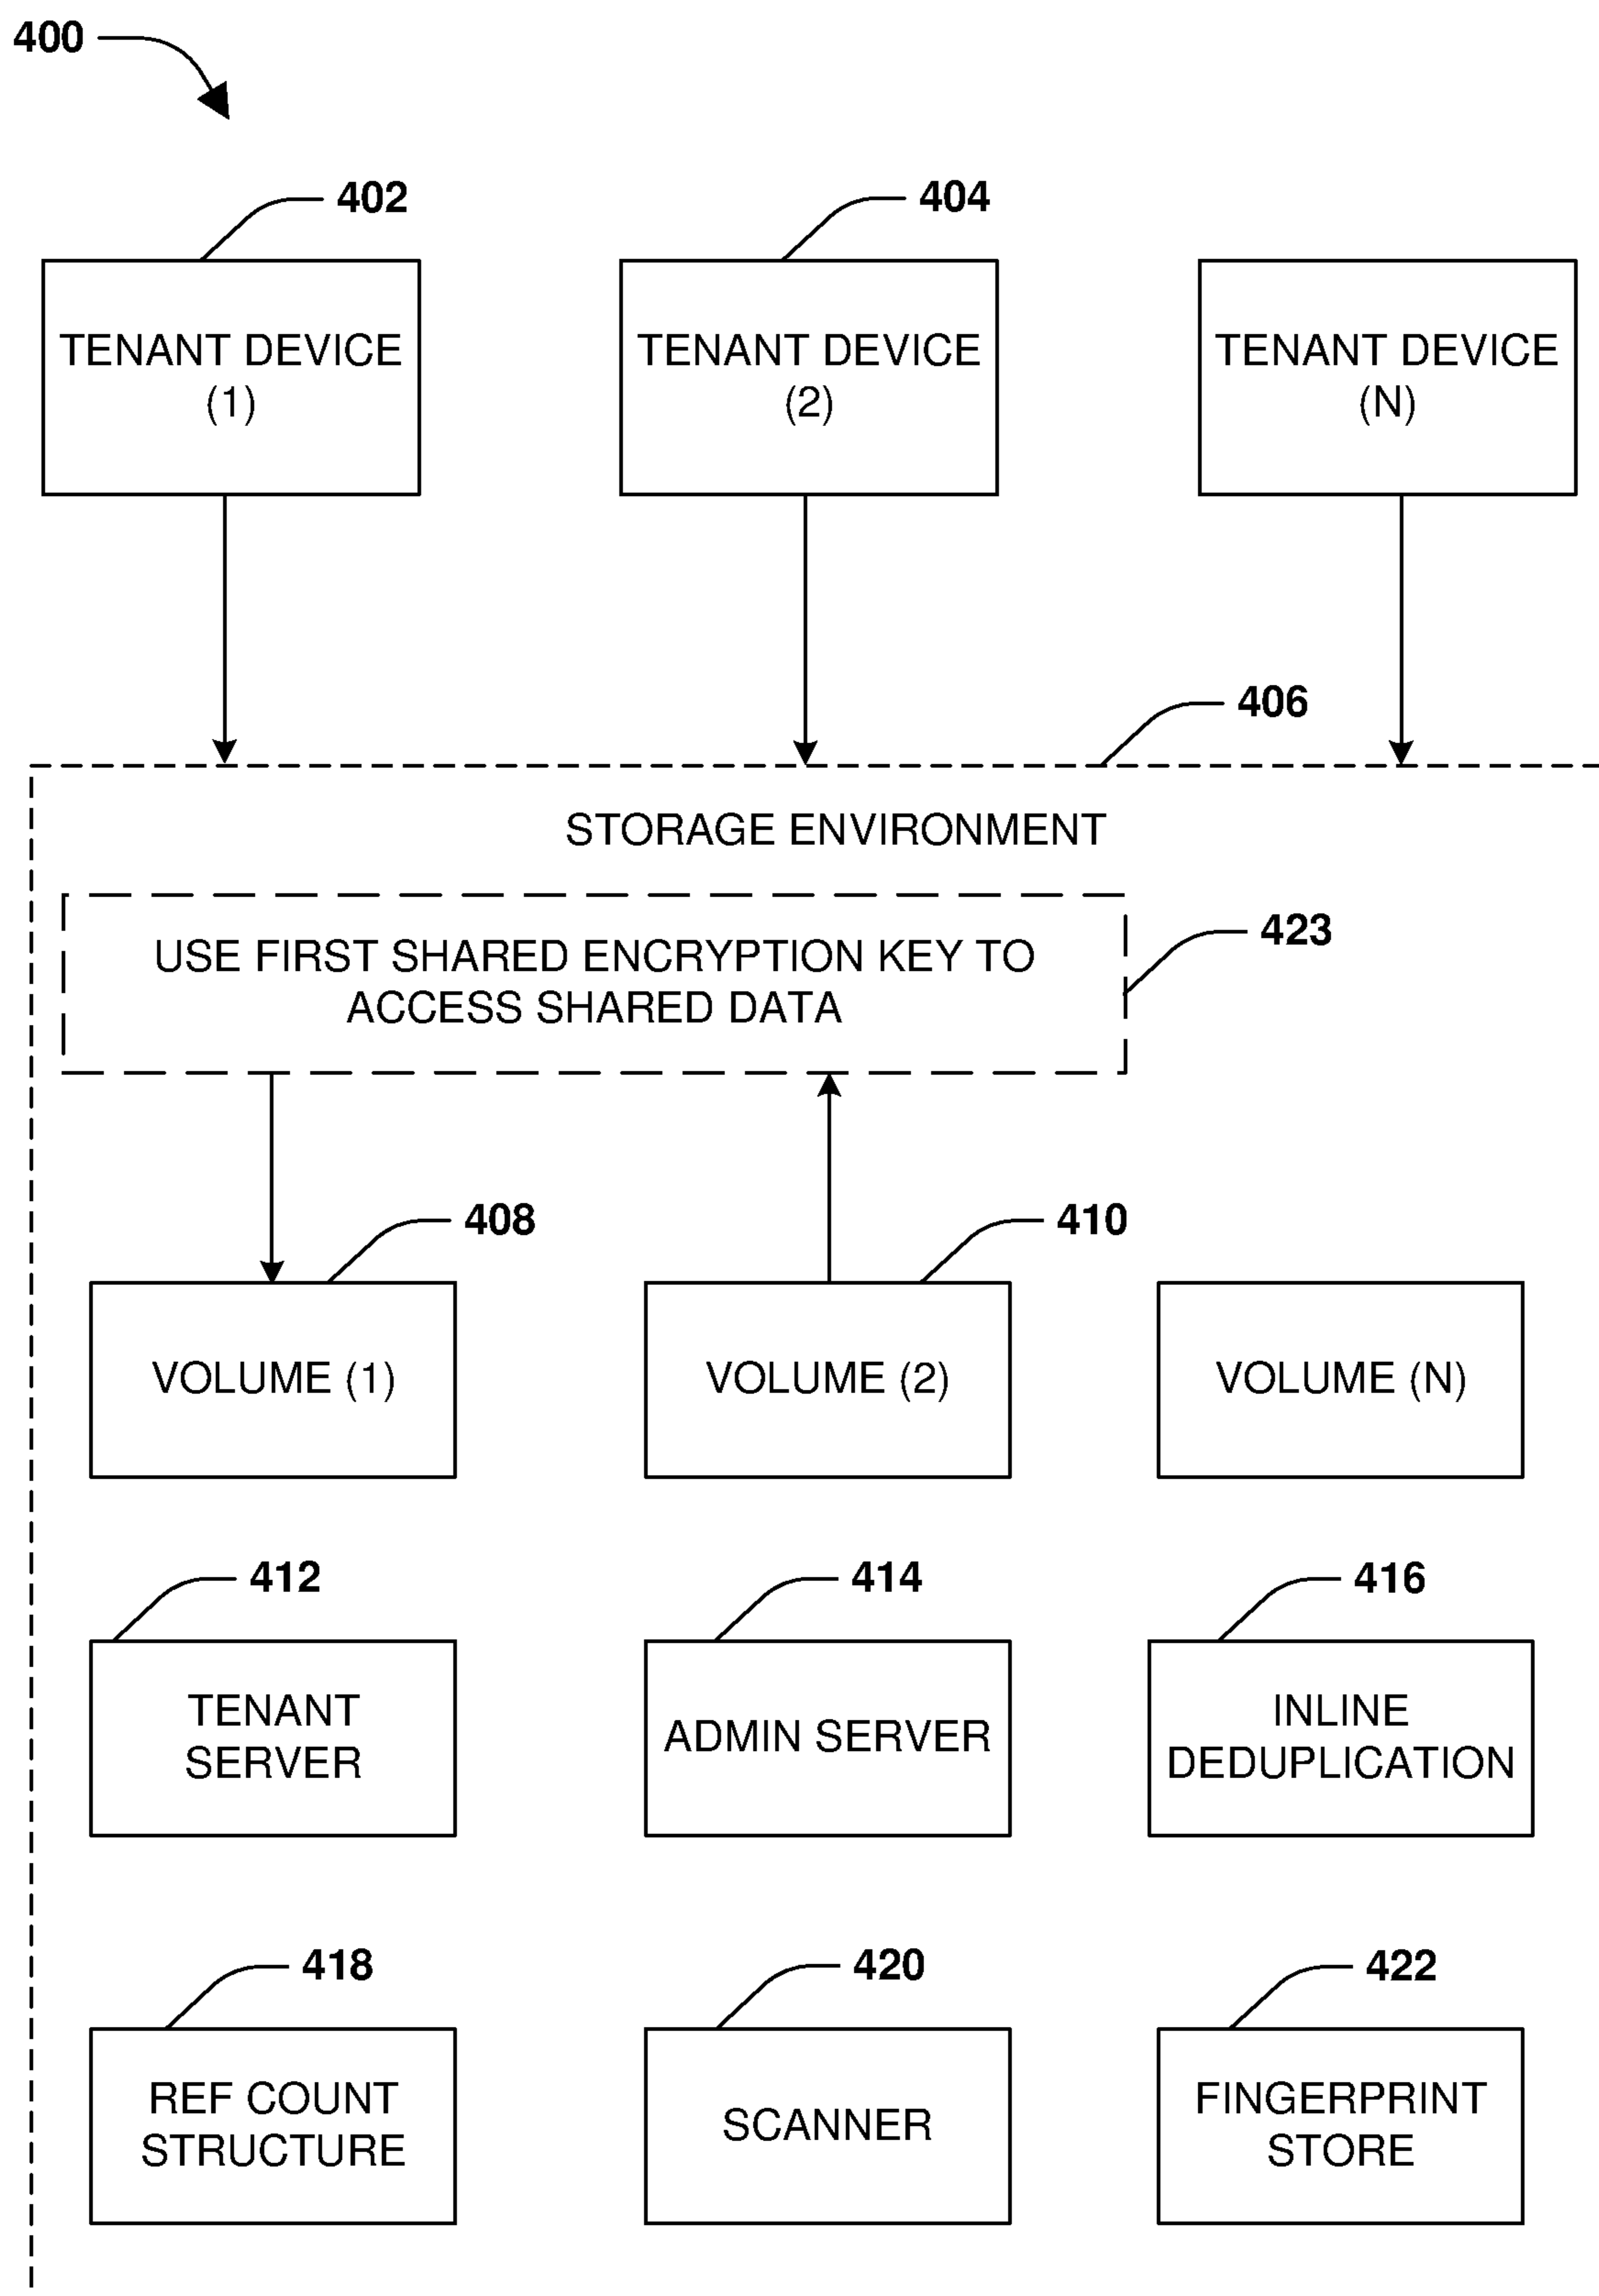 400
402
404
TENANT DEVICE
(1)
TENANT DEVICE
(2)
TENANT DEVICE
(N)
406
STORAGE ENVIRONMENT
423
USE FIRST SHARED ENCRYPTION KEY TO
ACCESS SHARED DATA
408
410
VOLUME (1)
VOLUME (2)
VOLUME (N)
412
414
416
TENANT
SERVER
ADMIN SERVER
INLINE
DEDUPLICATION
418
420
422
REF COUNT
STRUCTURE
SCANNER
FINGERPRINT
STORE